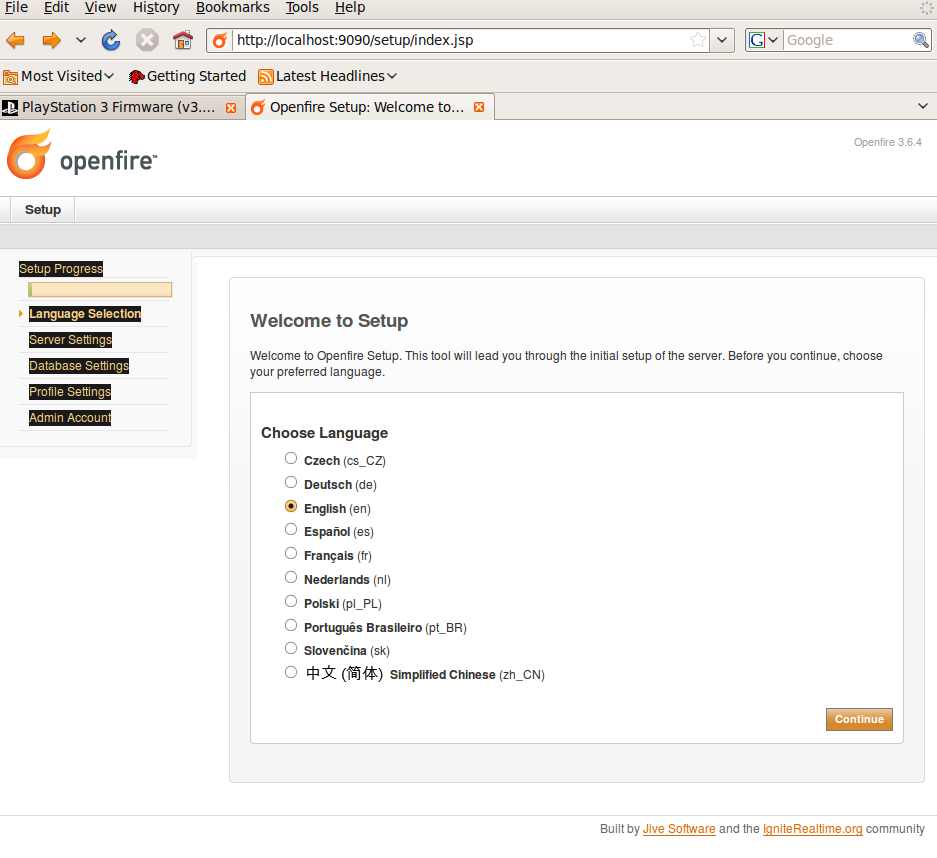 File Edit View History Bookmarks Tools Help
http://localhost:9090/setup/index.jsp
G Google
Most Visited Getting Started Latest Headlines
PlayStation 3 Firmware (v3.... Openfire Setup: Welcome to...
openfire™
Openfire 3.6.4
Setup
Setup Progress
Language Selection
Server Settings
Database Settings
Profile Settings
Admin Account
Welcome to Setup
Welcome to Openfire Setup. This tool will lead you through the initial setup of the server. Before you continue, choose
your preferred language.
Choose Language
Czech (cs_CZ)
Deutsch (de)
English (en)
Español (es)
Français (fr)
Nederlands (nl)
Polski (pl_PL)
Português Brasileiro (pt_BR)
Slovenčina (sk)
中文 (简体) Simplified Chinese (zh_CN)
Continue
Built by Jive Software and the IgniteRealtime.org community